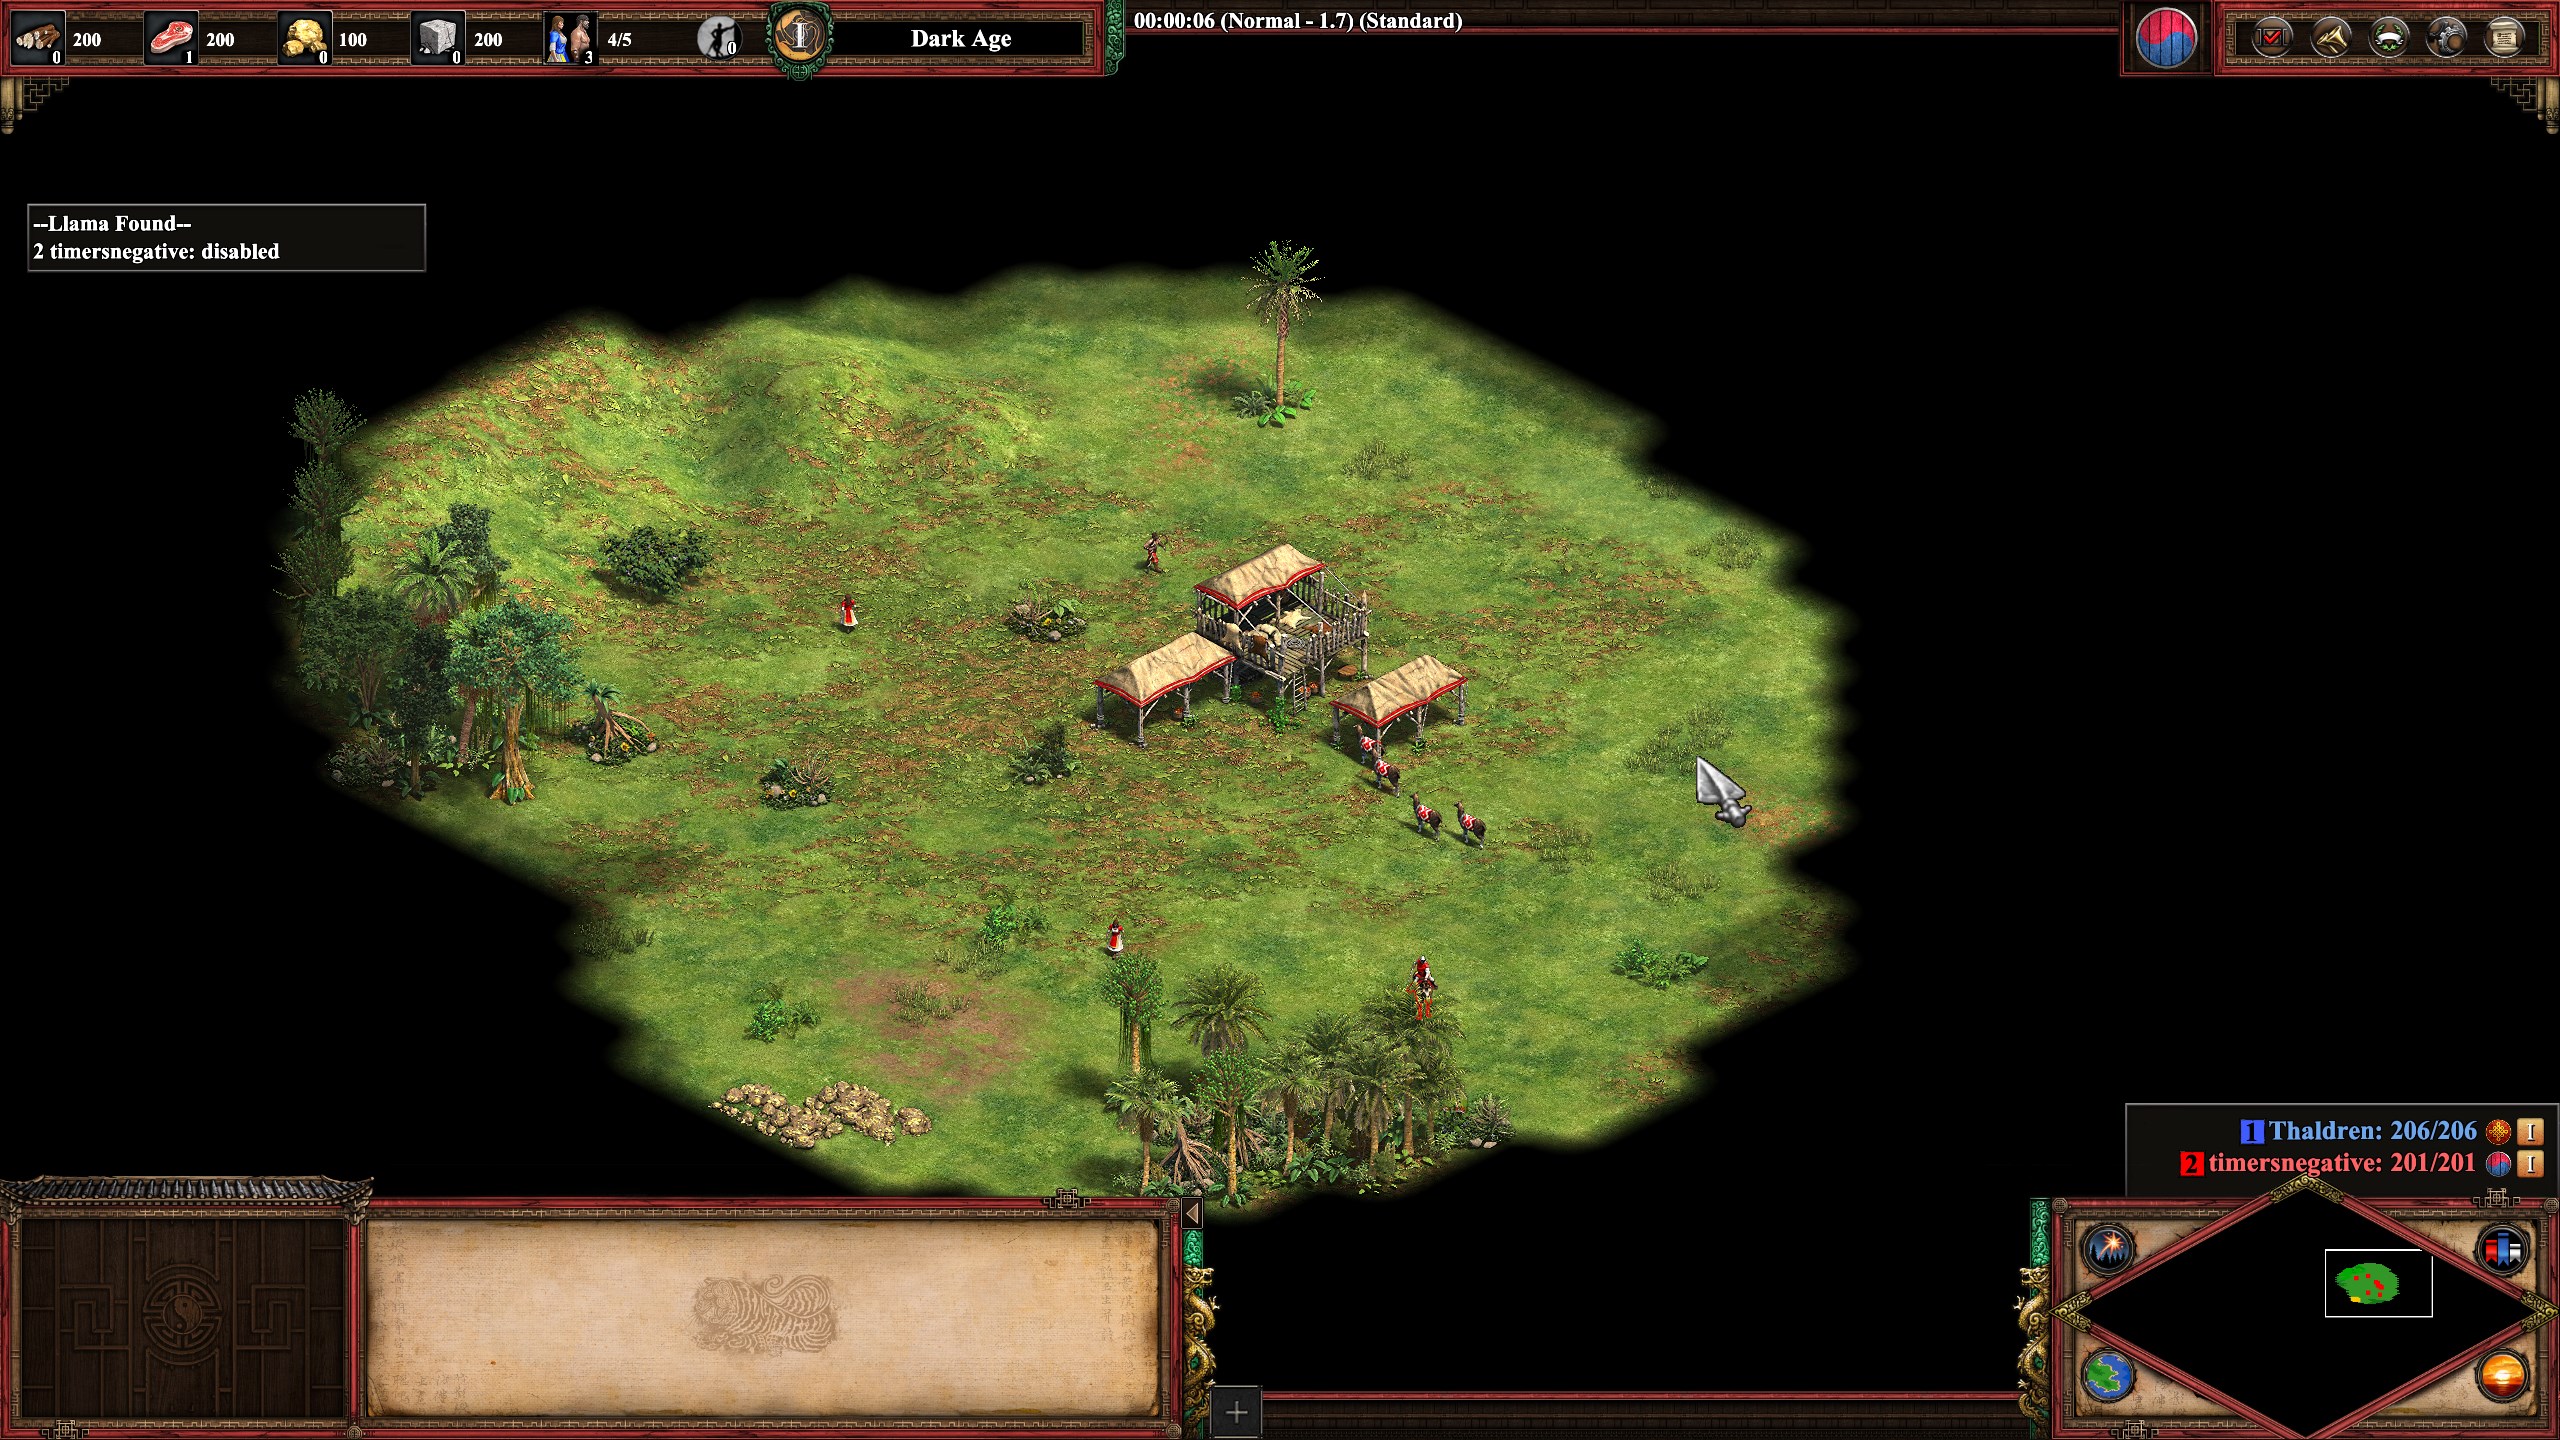 200 200 100 200 4/5 Dark Age 00:00:06 (Normal - 1.7) (Standard)
0 1 0 0 3 0 I
--Llama Found--
2 timersnegative: disabled
1 Thaldren: 206/206 I
2 timersnegative: 201/201 I